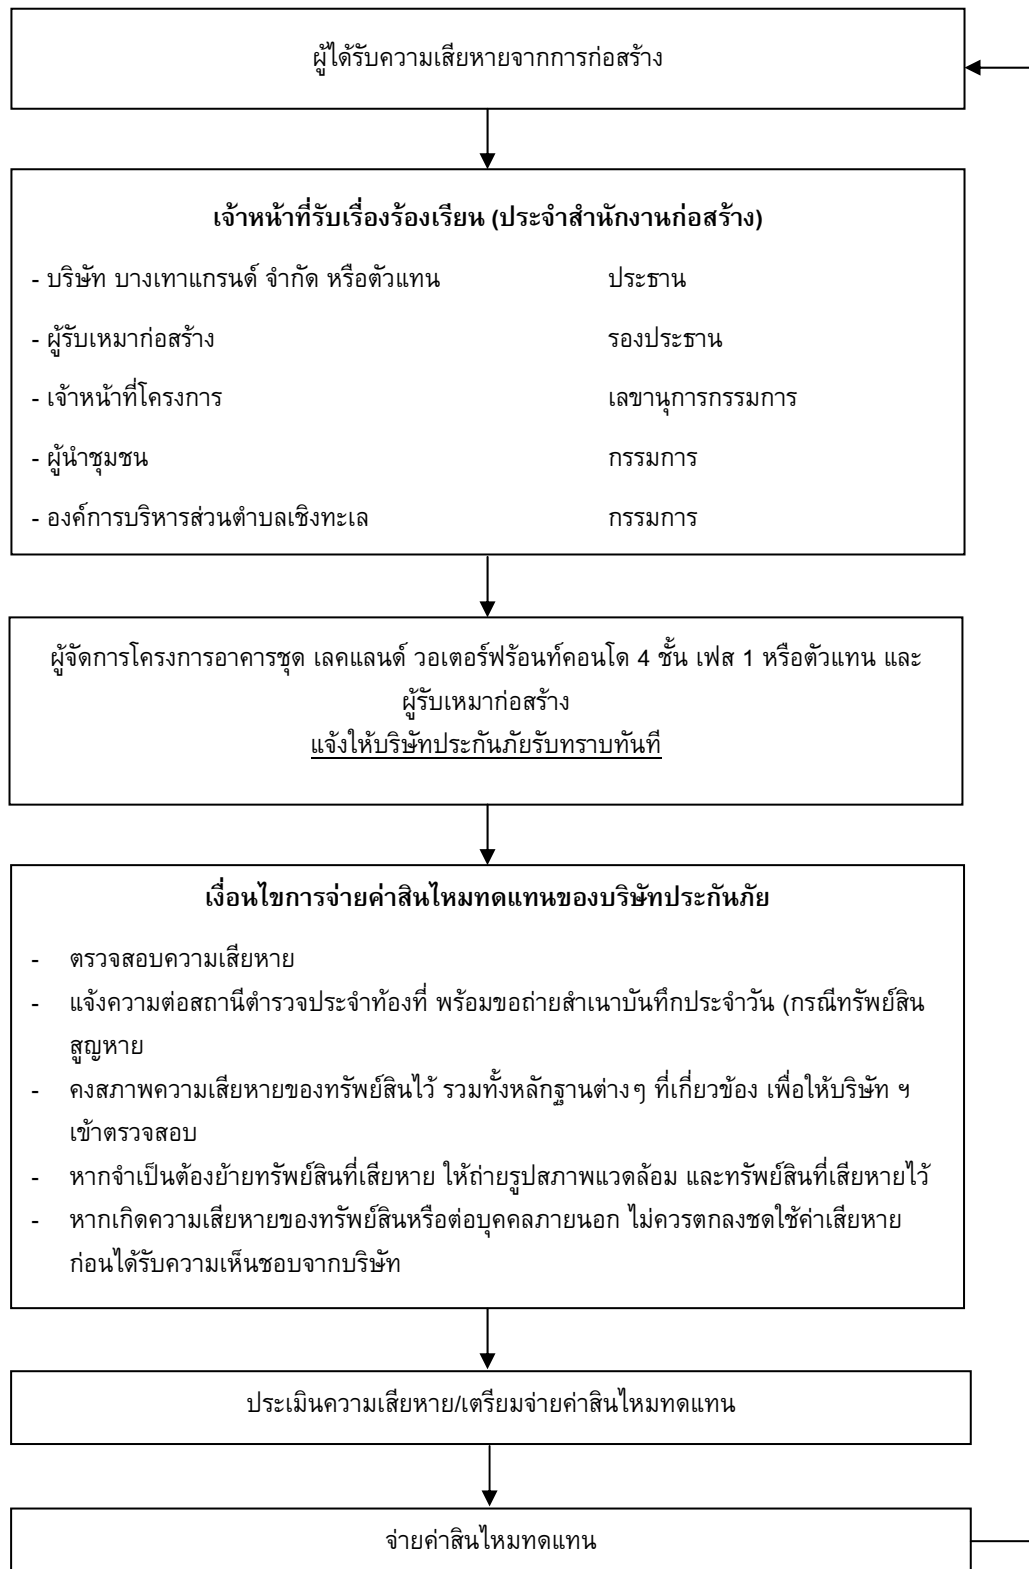 ผู้ได้รับความเสียหายจากการก่อสร้าง
เจ้าหน้าที่รับเรื่องร้องเรียน (ประจำสำนักงานก่อสร้าง)
- บริษัท บางเทาแกรนด์ จำกัด หรือตัวแทน ประธาน
- ผู้รับเหมาก่อสร้าง รองประธาน
- เจ้าหน้าที่โครงการ เลขานุการกรรมการ
- ผู้นำชุมชน กรรมการ
- องค์การบริหารส่วนตำบลเชิงทะเล กรรมการ
ผู้จัดการโครงการอาคารชุด เลคแลนด์ วอเตอร์ฟร้อนท์คอนโด 4 ชั้น เฟส 1 หรือตัวแทน และ
ผู้รับเหมาก่อสร้าง
แจ้งให้บริษัทประกันภัยรับทราบทันที
เงื่อนไขการจ่ายค่าสินไหมทดแทนของบริษัทประกันภัย
- ตรวจสอบความเสียหาย
- แจ้งความต่อสถานีตำรวจประจำท้องที่ พร้อมขอถ่ายสำเนาบันทึกประจำวัน (กรณีทรัพย์สิน
สูญหาย
- คงสภาพความเสียหายของทรัพย์สินไว้ รวมทั้งหลักฐานต่างๆ ที่เกี่ยวข้อง เพื่อให้บริษัท ฯ
เข้าตรวจสอบ
- หากจำเป็นต้องย้ายทรัพย์สินที่เสียหาย ให้ถ่ายรูปสภาพแวดล้อม และทรัพย์สินที่เสียหายไว้
- หากเกิดความเสียหายของทรัพย์สินหรือต่อบุคคลภายนอก ไม่ควรตกลงชดใช้ค่าเสียหาย
ก่อนได้รับความเห็นชอบจากบริษัท
ประเมินความเสียหาย/เตรียมจ่ายค่าสินไหมทดแทน
จ่ายค่าสินไหมทดแทน